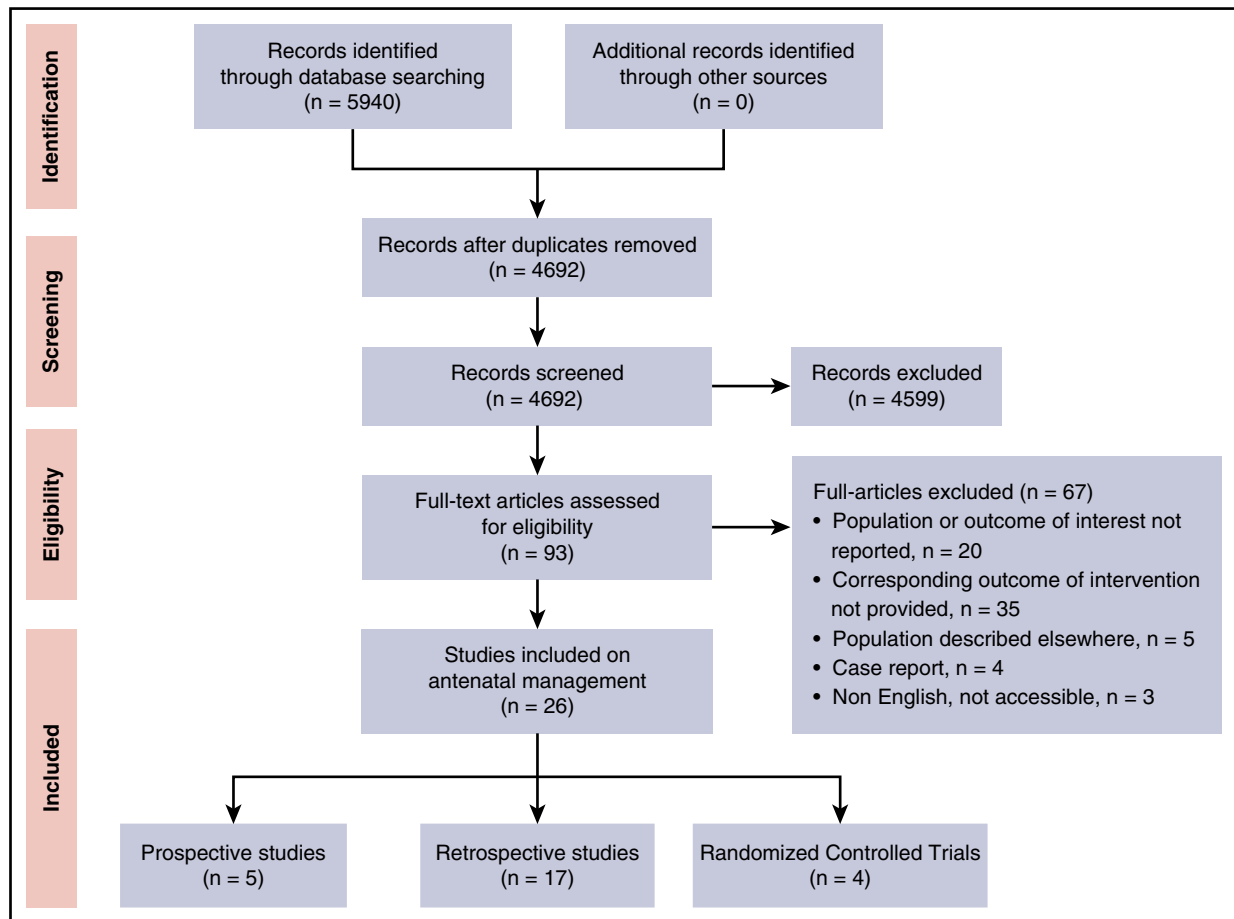 Identification
Records identified
through database searching
(n = 5940)
Additional records identified
through other sources
(n = 0)
Screening
Records after duplicates removed
(n = 4692)
Records screened
(n = 4692)
Records excluded
(n = 4599)
Eligibility
Full-text articles assessed
for eligibility
(n = 93)
Full-articles excluded (n = 67)
• Population or outcome of interest not
reported, n = 20
• Corresponding outcome of intervention
not provided, n = 35
• Population described elsewhere, n = 5
• Case report, n = 4
• Non English, not accessible, n = 3
Included
Studies included on
antenatal management
(n = 26)
Prospective studies
(n = 5)
Retrospective studies
(n = 17)
Randomized Controlled Trials
(n = 4)